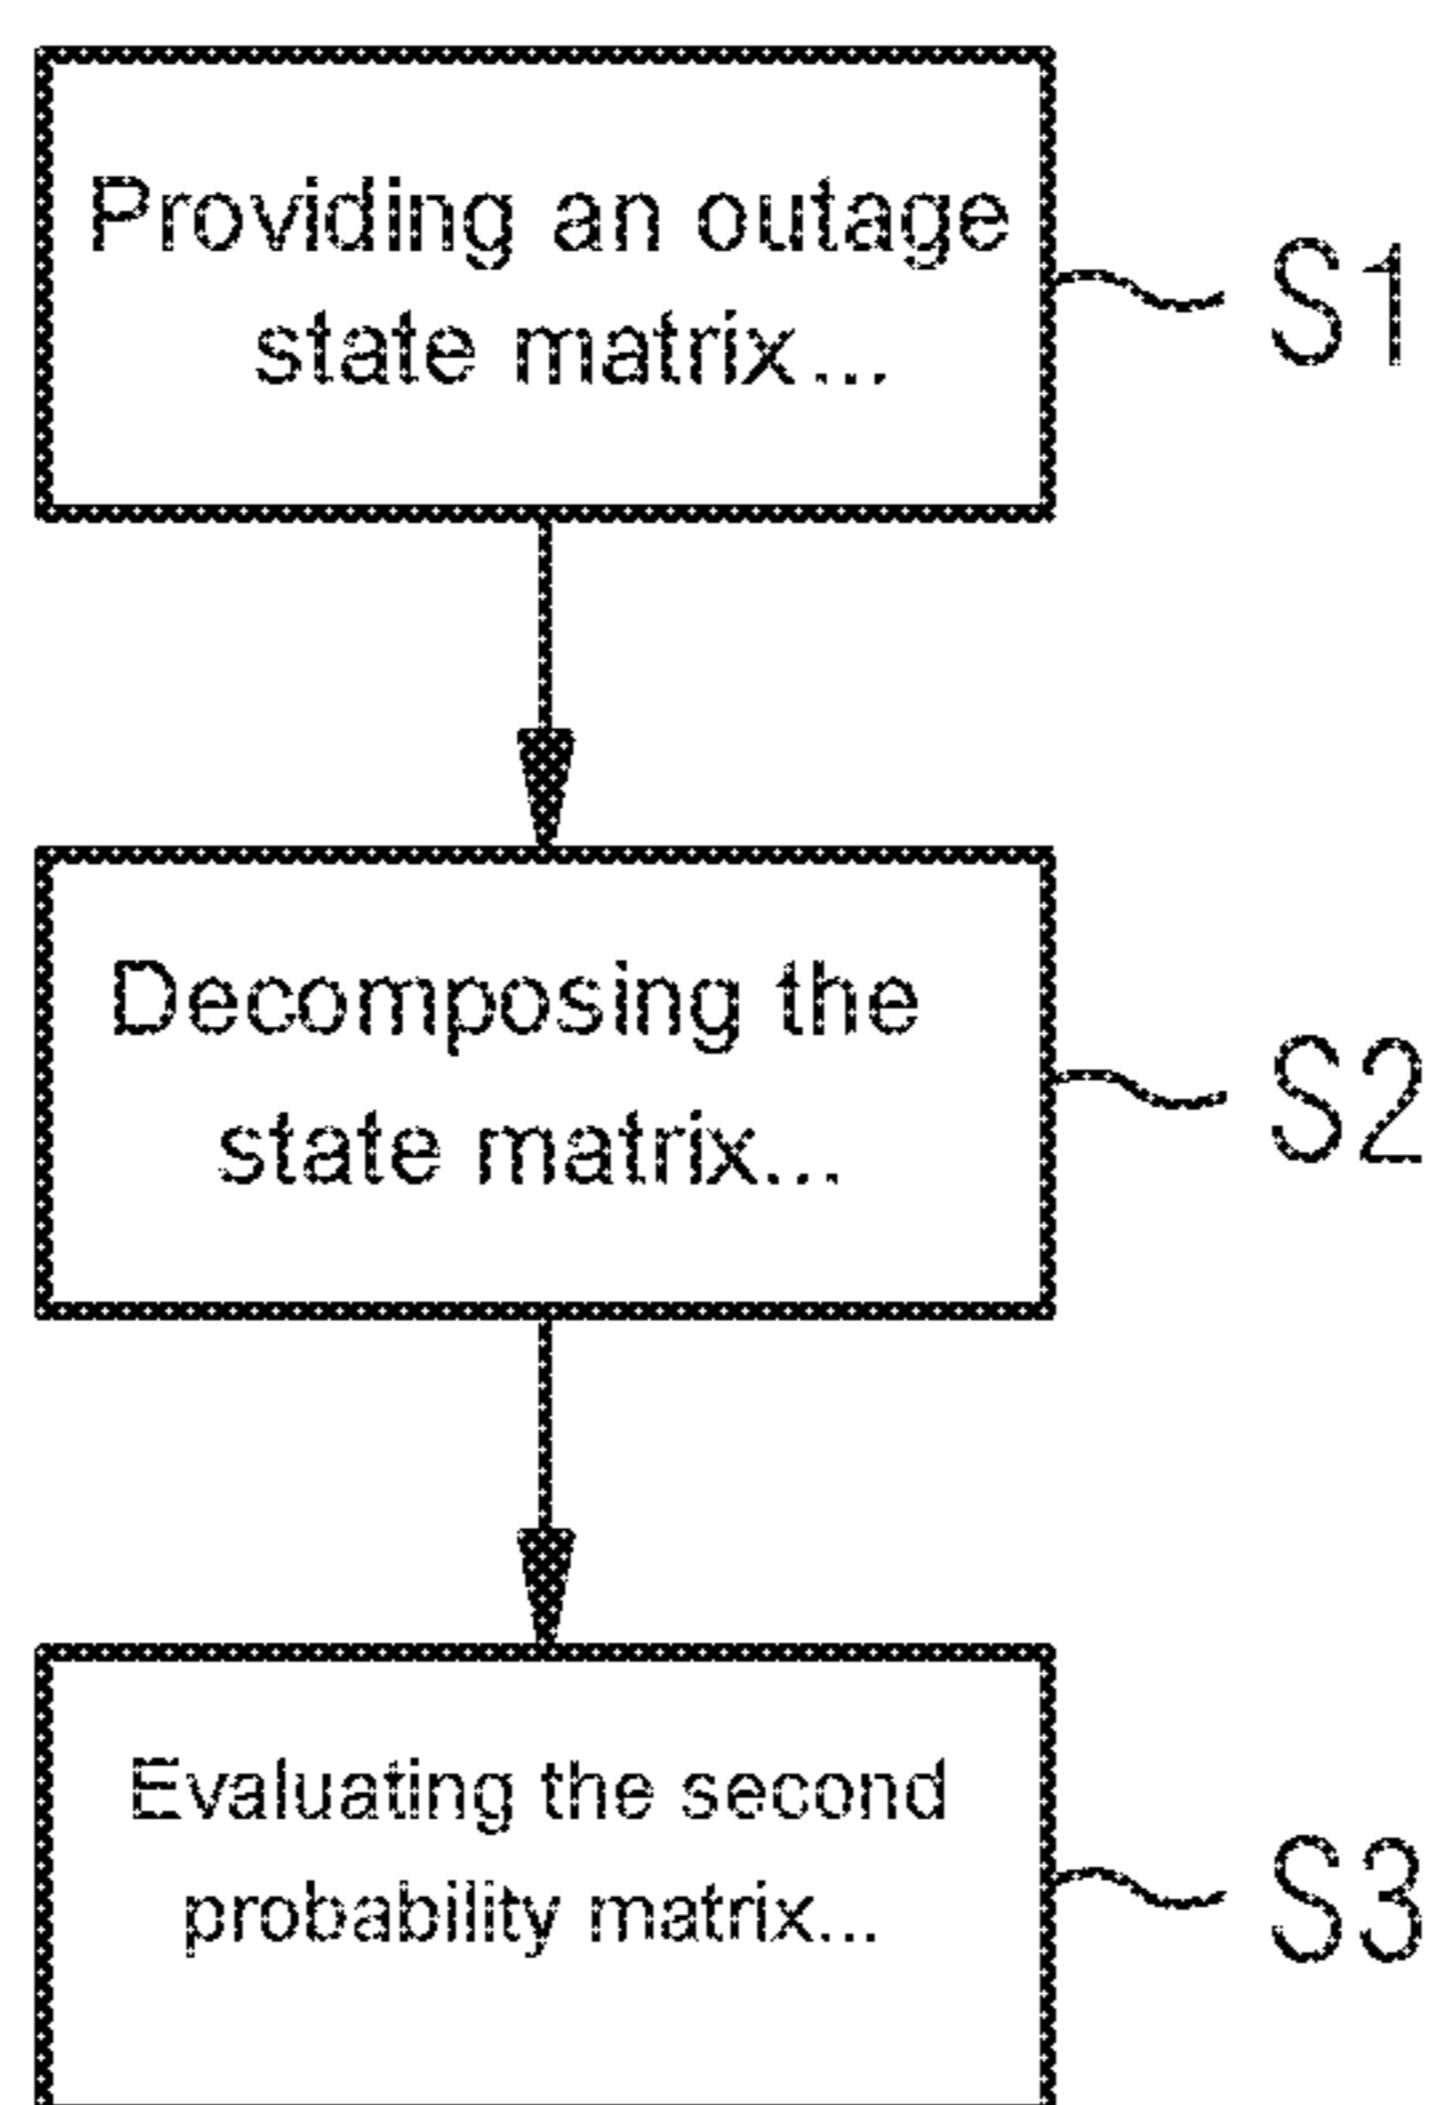 Providing an outage
state matrix...
S1
Decomposing the
state matrix...
S2
Evaluating the second
probability matrix...
S3